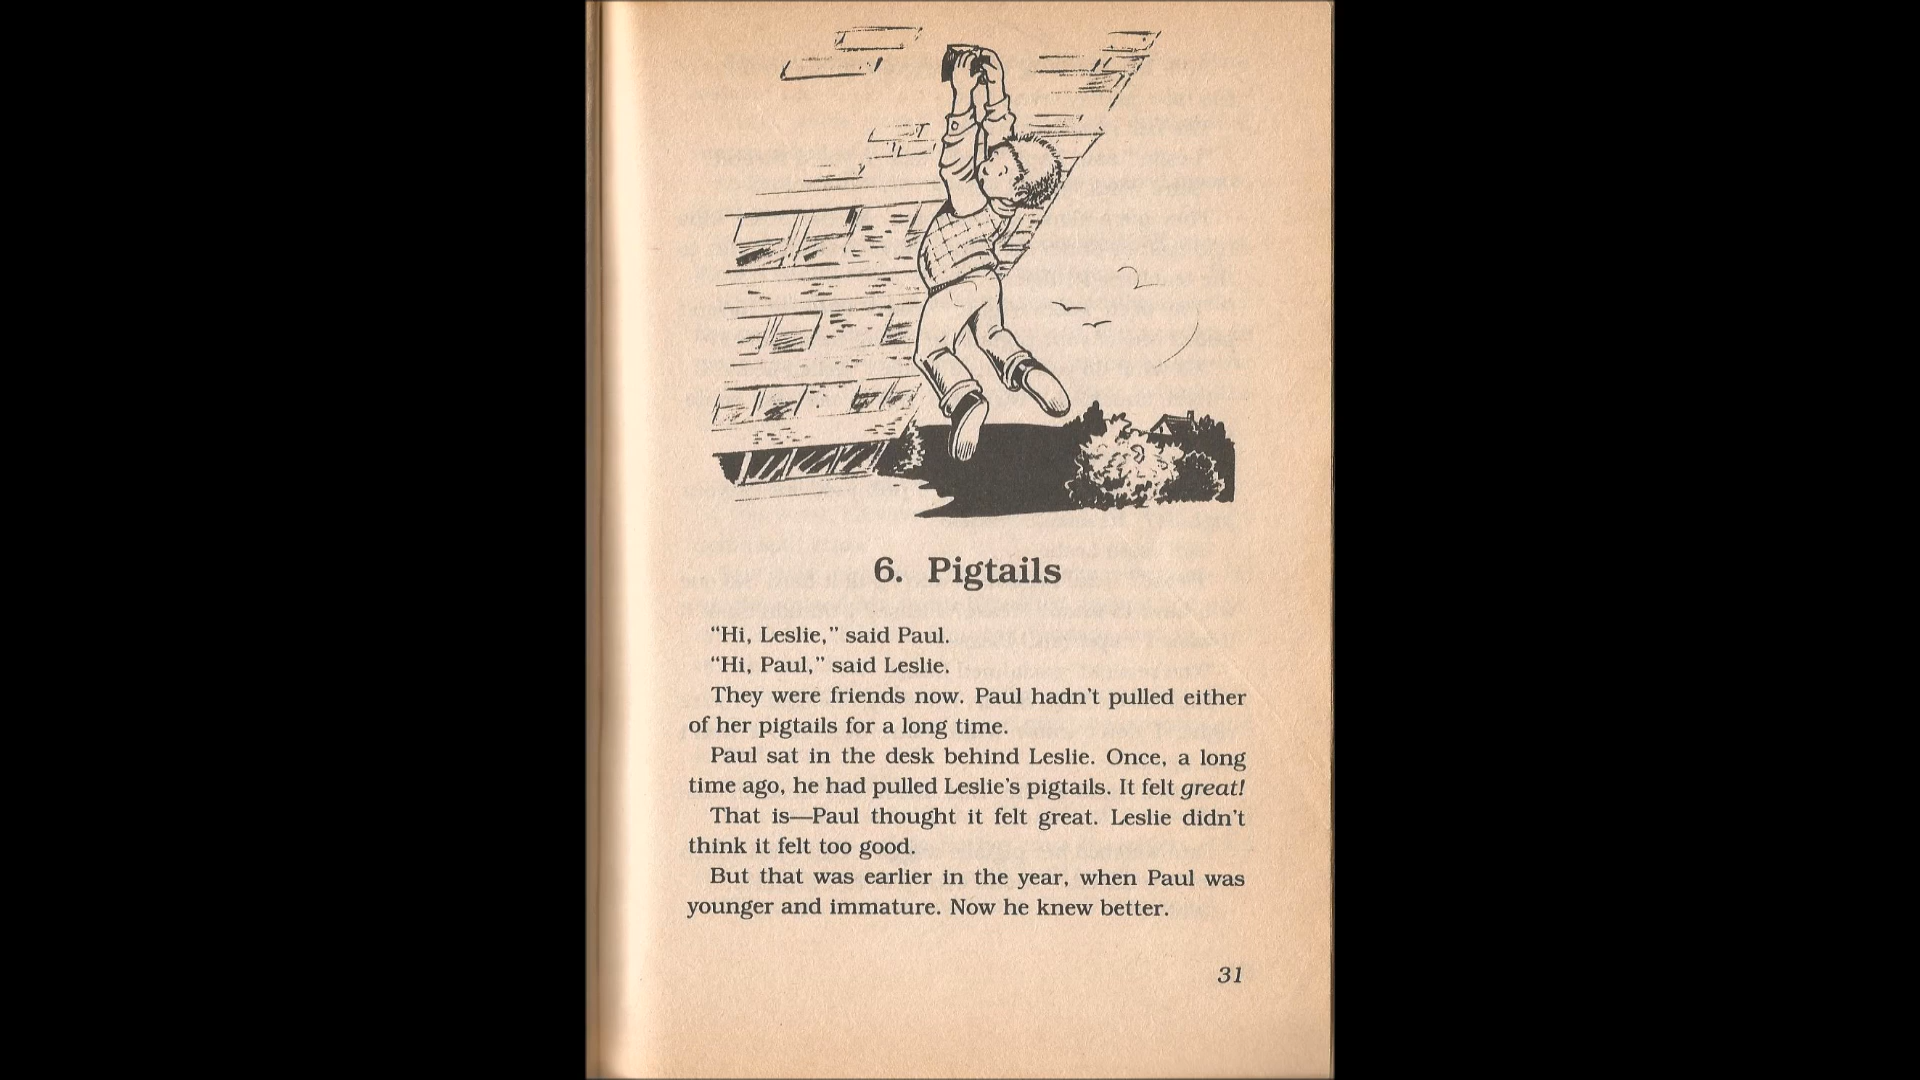 6. Pigtails
“Hi, Leslie,” said Paul.
“Hi, Paul,” said Leslie.
They were friends now. Paul hadn’t pulled either
of her pigtails for a long time.
Paul sat in the desk behind Leslie. Once, a long
time ago, he had pulled Leslie’s pigtails. It felt great!
That is—Paul thought it felt great. Leslie didn’t
think it felt too good.
But that was earlier in the year, when Paul was
younger and immature. Now he knew better.
31